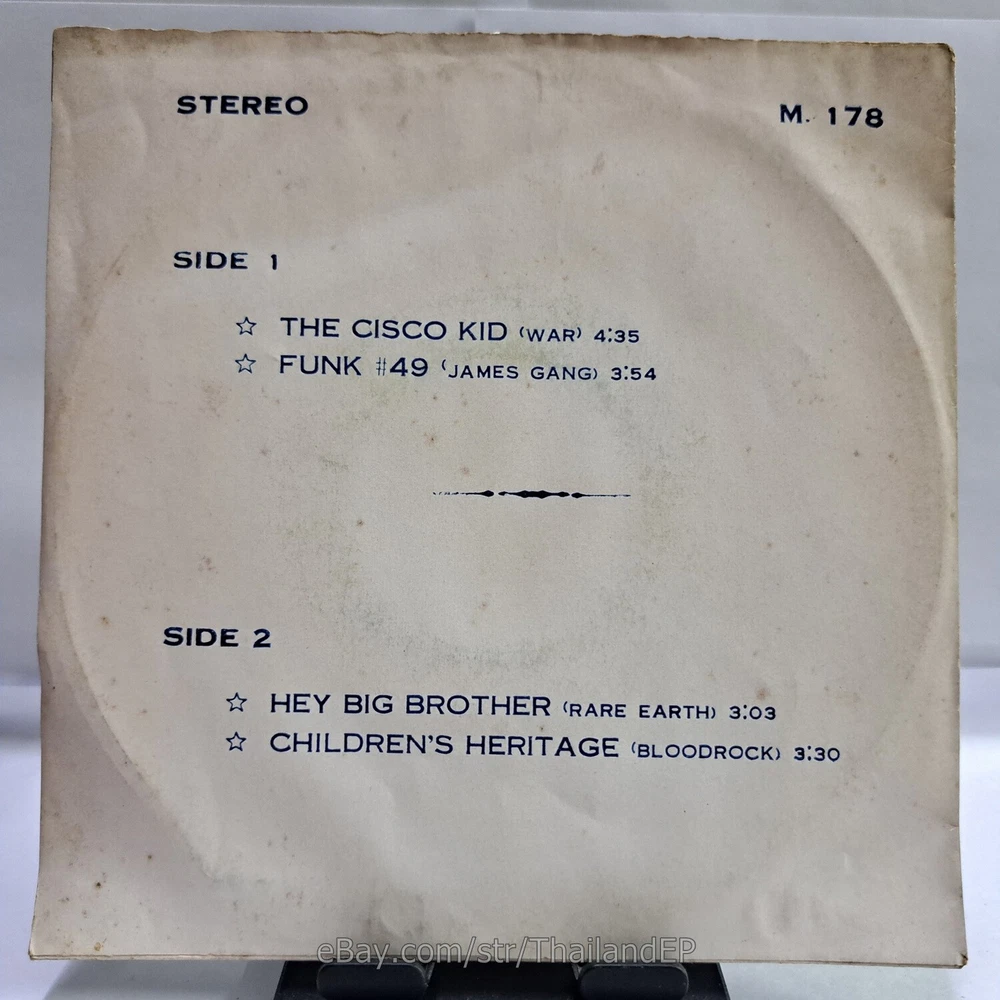 STEREO
M. 178
SIDE 1
☆ THE CISCO KID (WAR) 4:35
☆ FUNK #49 (JAMES GANG) 3:54
SIDE 2
☆ HEY BIG BROTHER (RARE EARTH) 3:03
☆ CHILDREN'S HERITAGE (BLOODROCK) 3:30
eBay.com/str/ThailandEP